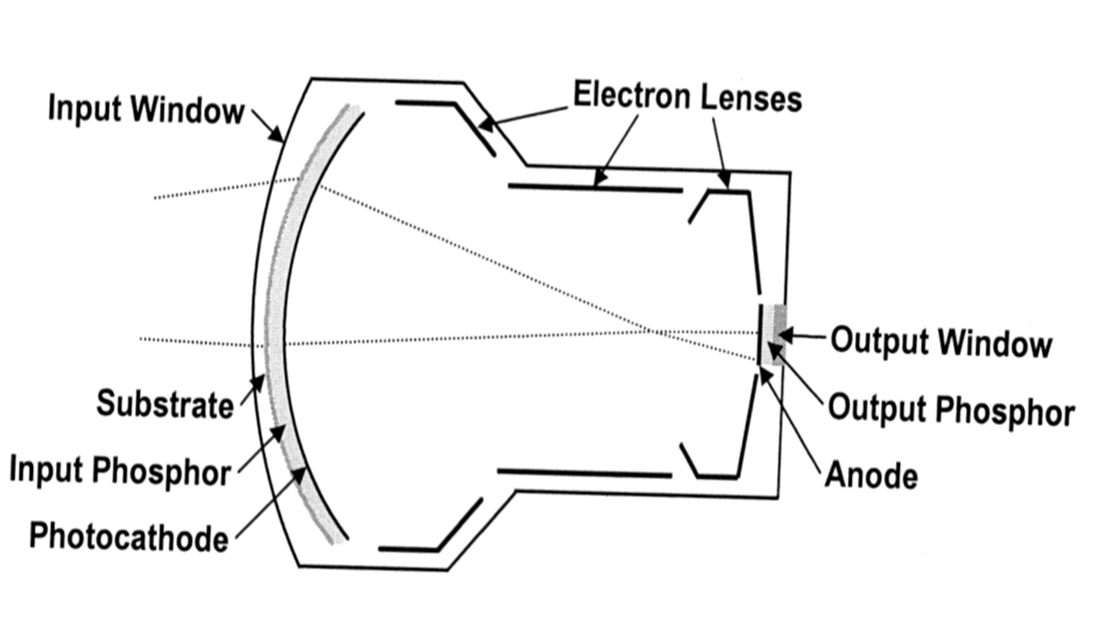 Input Window
Electron Lenses
Output Window
Substrate
Output Phosphor
Input Phosphor
Anode
Photocathode